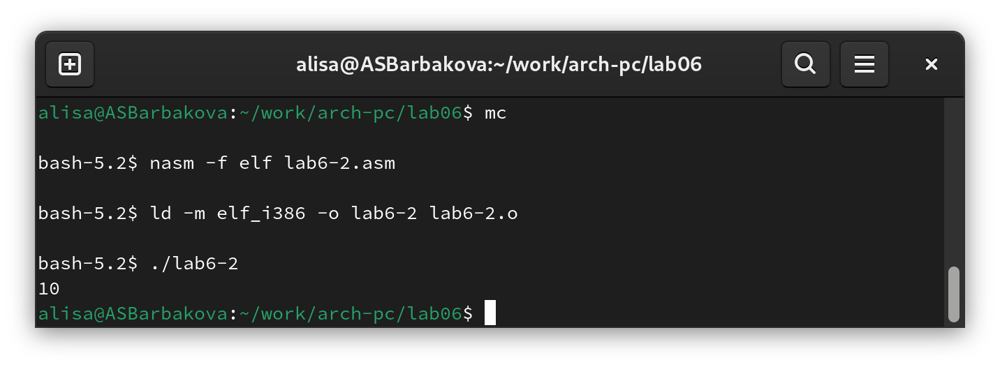 alisa@ASBarbakova:~/work/arch-pc/lab06
alisa@ASBarbakova:~/work/arch-pc/lab06$ mc
bash-5.2$ nasm -f elf lab6-2.asm
bash-5.2$ ld -m elf_i386 -o lab6-2 lab6-2.o
bash-5.2$ ./lab6-2
10
alisa@ASBarbakova:~/work/arch-pc/lab06$